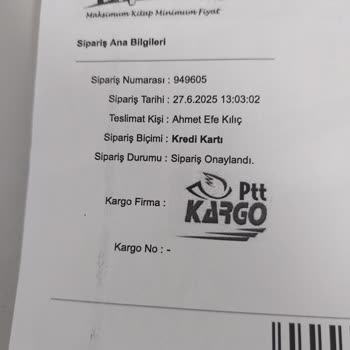 Maksimum Kitap Minimum Fiyat
Sipariş Ana Bilgileri
Sipariş Numarası : 949605
Sipariş Tarihi : 27.6.2025 13:03:02
Teslimat Kişi : Ahmet Efe Kılıç
Sipariş Biçimi : Kredi Kartı
Sipariş Durumu : Sipariş Onaylandı.
Kargo Firma : Ptt
KARGO
Kargo No : -